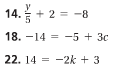 14. y/5 + 2 = -8
18. -14 = -5 + 3c
22. 14 = -2k + 3